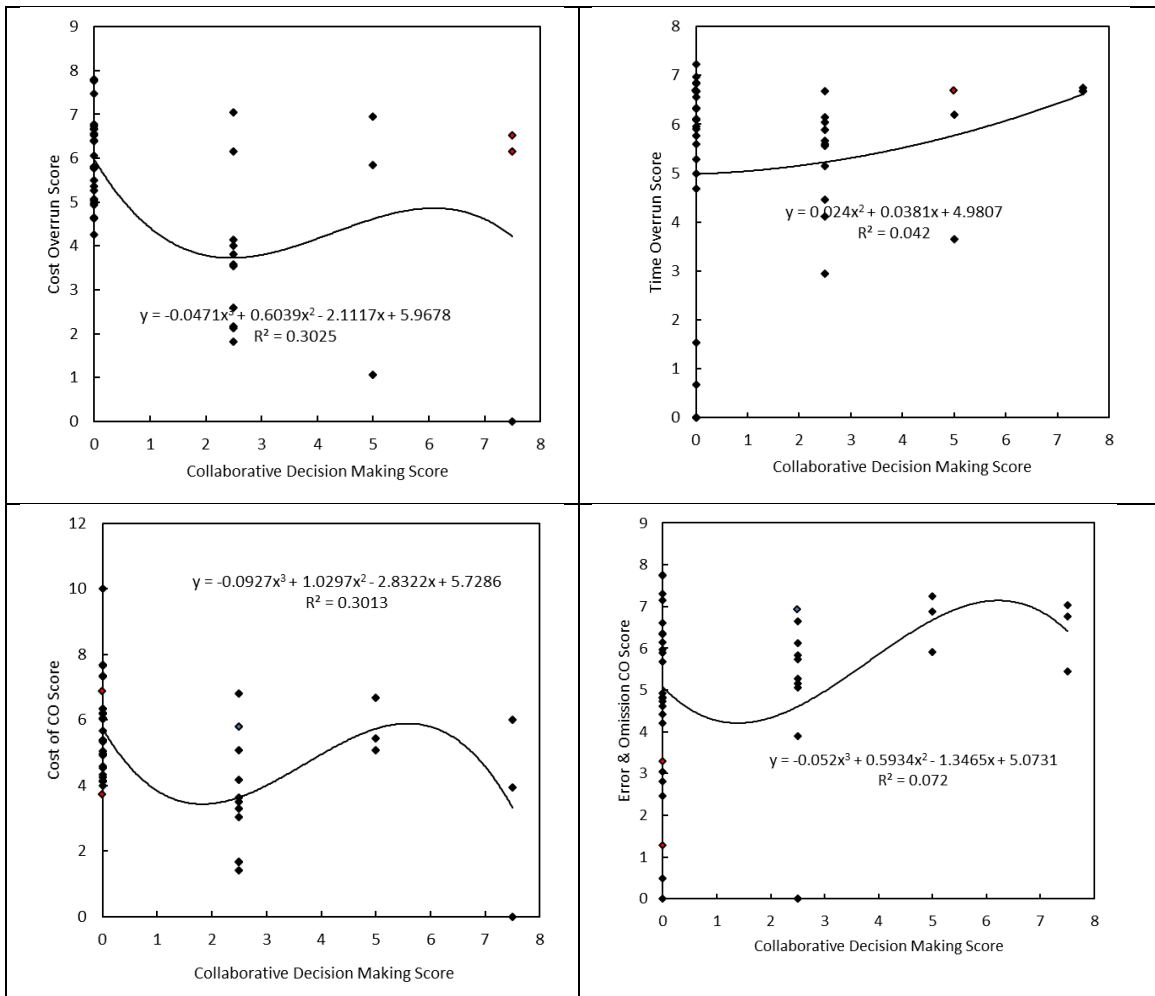 9
8
7
6
5
4
3
2
1
0
Cost Overrun Score
y = -0.0471x³ + 0.6039x² - 2.1117x + 5.9678
R² = 0.3025
0 1 2 3 4 5 6 7 8
Collaborative Decision Making Score
8
7
6
5
4
3
2
1
0
Time Overrun Score
y = 0.024x² + 0.0381x + 4.9807
R² = 0.042
0 1 2 3 4 5 6 7 8
Collaborative Decision Making Score
12
10
8
6
4
2
0
Cost of CO Score
y = -0.0927x³ + 1.0297x² - 2.8322x + 5.7286
R² = 0.3013
0 1 2 3 4 5 6 7 8
Collaborative Decision Making Score
9
8
7
6
5
4
3
2
1
0
Error & Omission CO Score
y = -0.052x³ + 0.5934x² - 1.3465x + 5.0731
R² = 0.072
0 1 2 3 4 5 6 7 8
Collaborative Decision Making Score